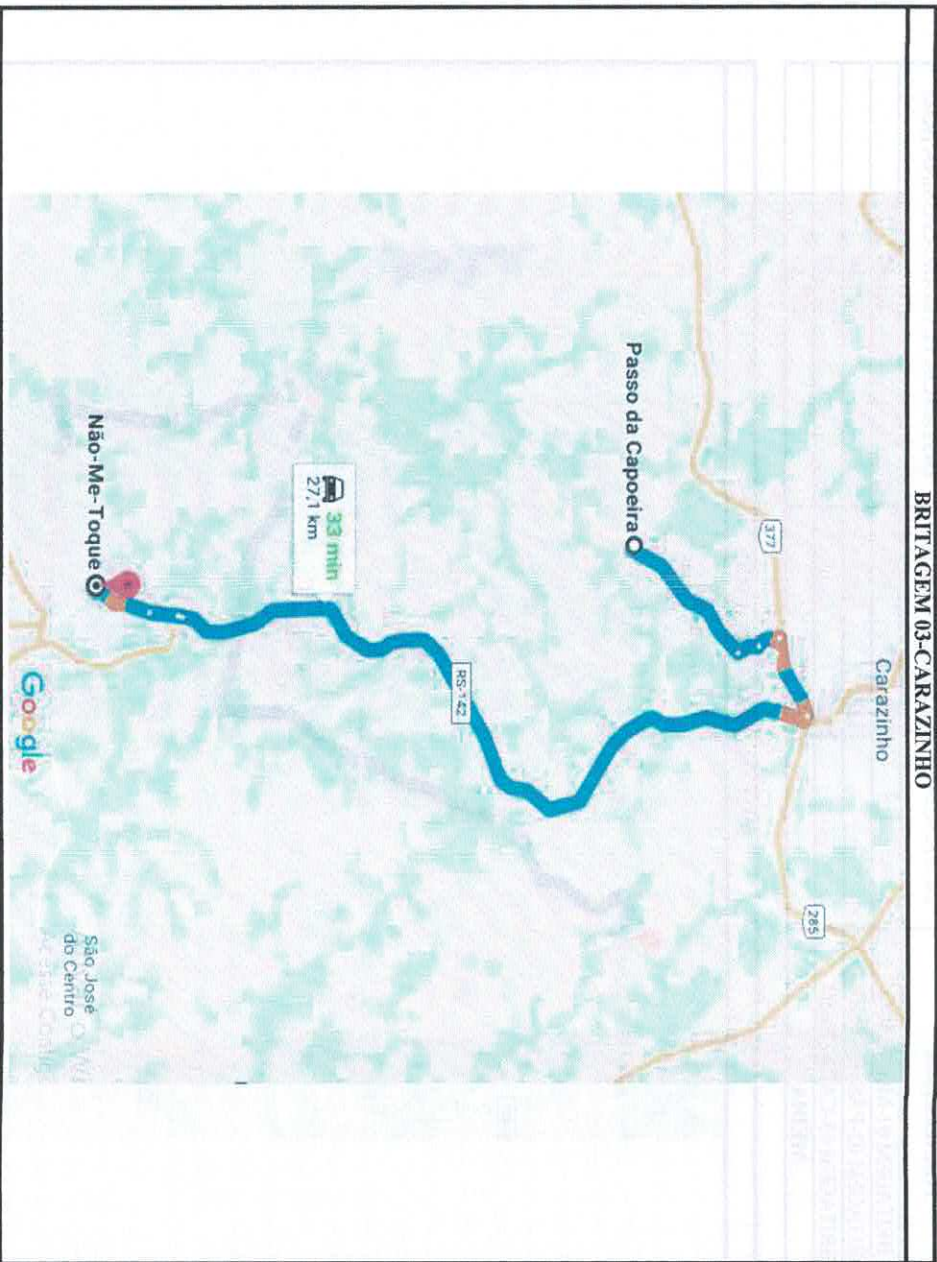 BRITAGEM 03-CARAZINHO
Carazinho
377
285
Passo da Capoeira
RS-142
33 min
27,1 km
Não-Me-Toque
São José
do Centro
Google